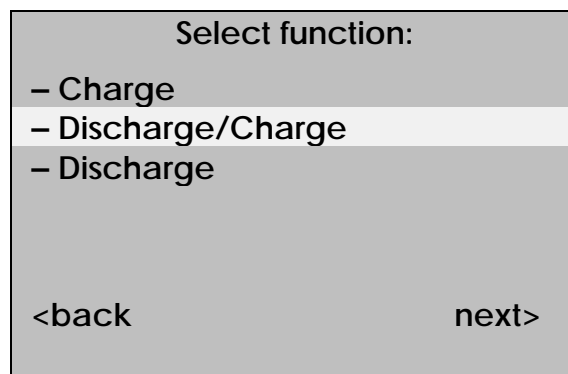 Select function:
– Charge
– Discharge/Charge
– Discharge
<back next>